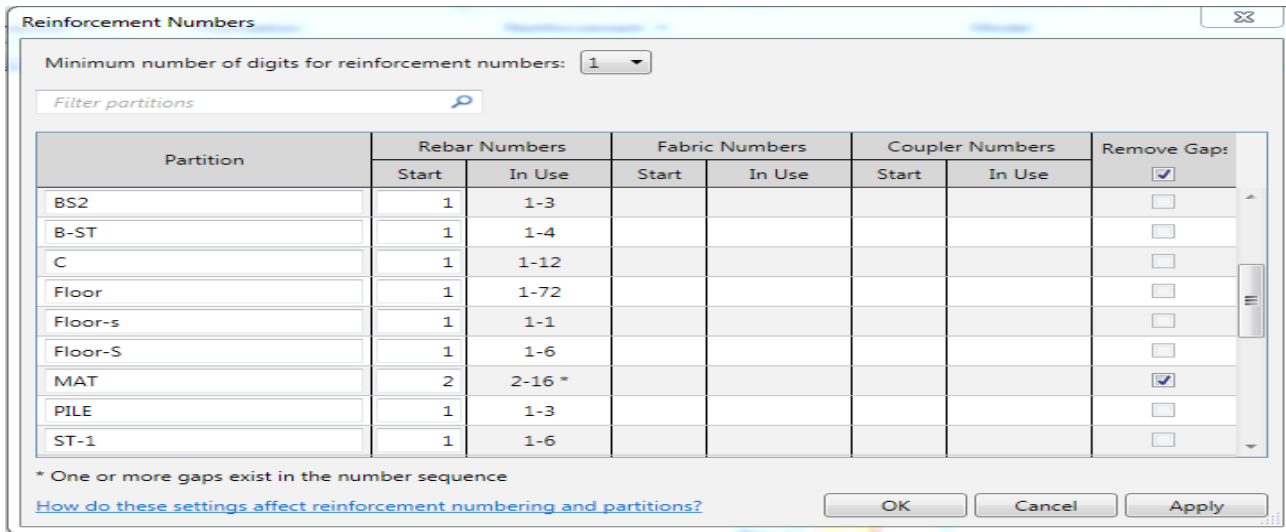 Reinforcement Numbers
Minimum number of digits for reinforcement numbers: 1
Filter partitions
Partition Rebar Numbers Fabric Numbers Coupler Numbers Remove Gaps
Start In Use Start In Use Start In Use
BS2 1 1-3
B-ST 1 1-4
C 1 1-12
Floor 1 1-72
Floor-s 1 1-1
Floor-S 1 1-6
MAT 2 2-16 *
PILE 1 1-3
ST-1 1 1-6
* One or more gaps exist in the number sequence
How do these settings affect reinforcement numbering and partitions? OK Cancel Apply